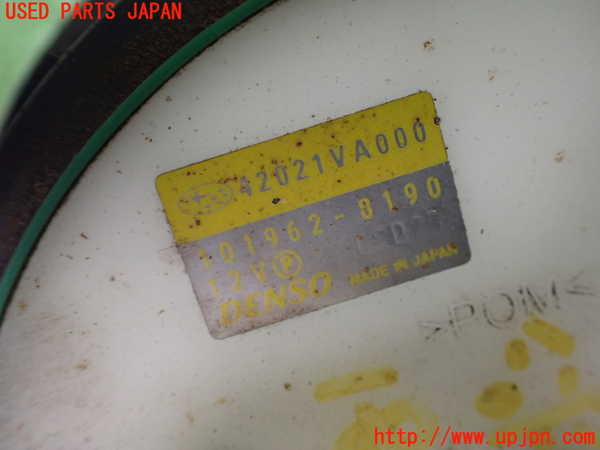 USED PARTS JAPAN
42021VA000
101962-8190
12V P
DENSO MADE IN JAPAN
>POM<
http://www.upjpn.com